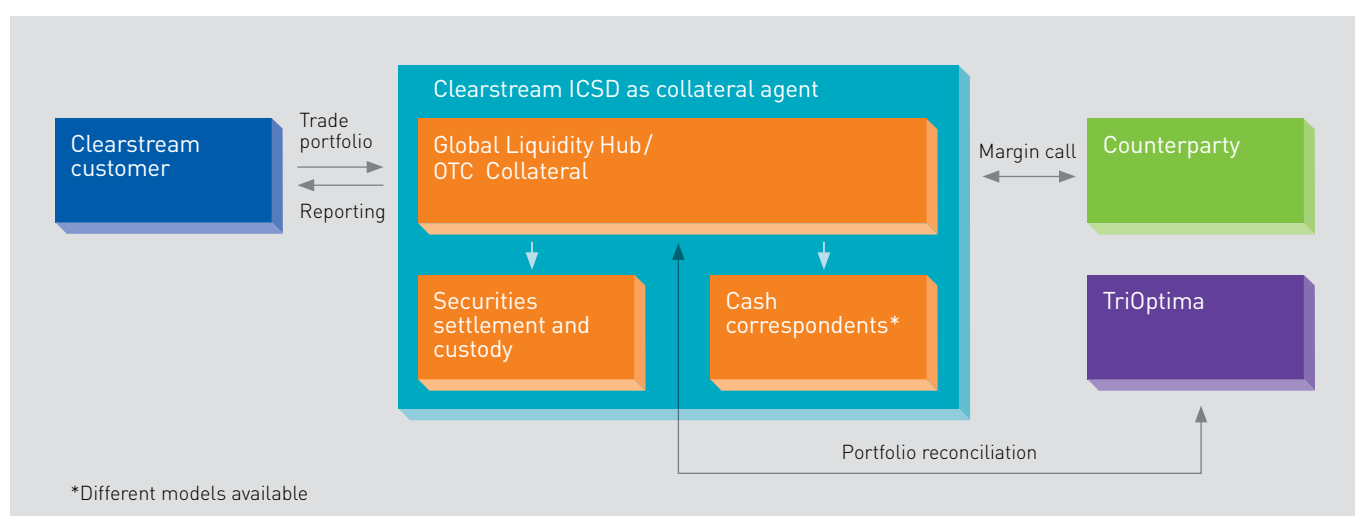 Clearstream ICSD as collateral agent
Clearstream
customer
Trade
portfolio
Reporting
Global Liquidity Hub/
OTC Collateral
Margin call
Counterparty
Securities
settlement and
custody
Cash
correspondents*
TriOptima
Portfolio reconciliation
*Different models available